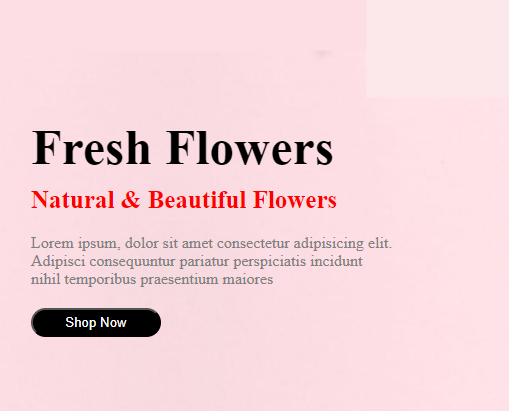 Fresh Flowers
Natural & Beautiful Flowers
Lorem ipsum, dolor sit amet consectetur adipisicing elit.
Adipisci consequuntur pariatur perspiciatis incidunt
nihil temporibus praesentium maiores
Shop Now